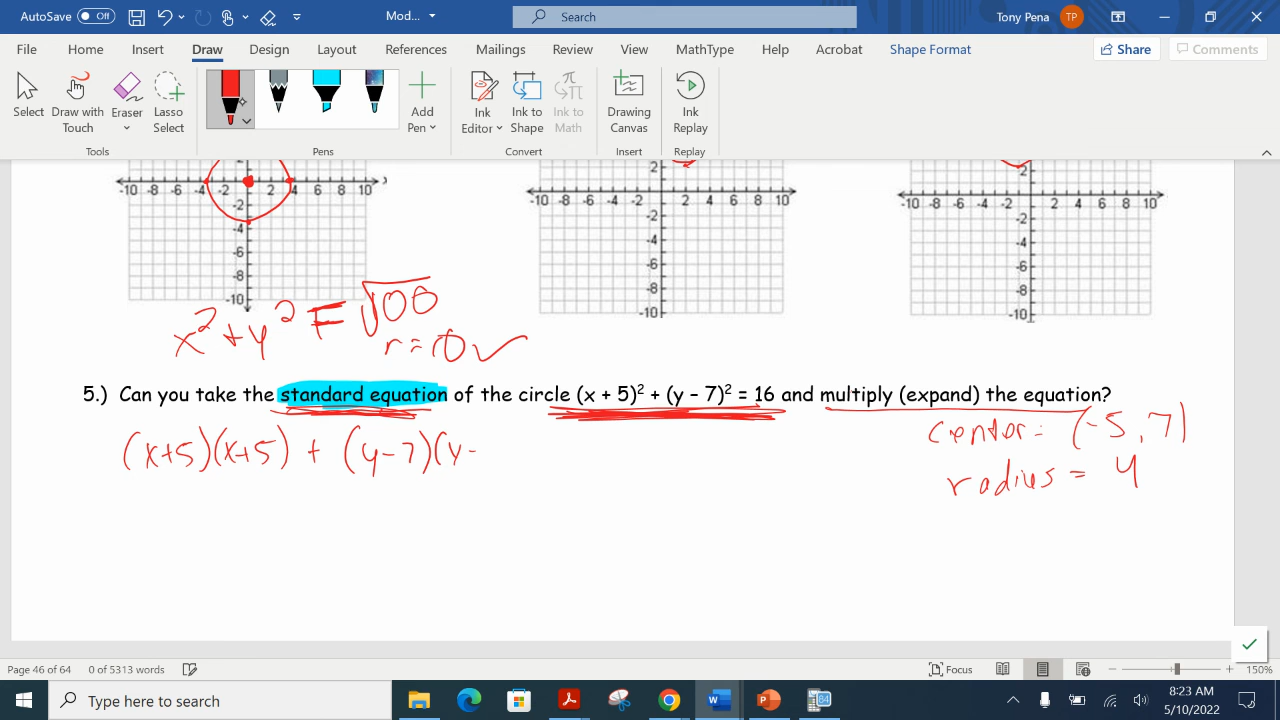 AutoSave Off Mod... Search Tony Pena TP
File Home Insert Draw Design Layout References Mailings Review View MathType Help Acrobat Shape Format Share Comments
Select Draw with Touch Eraser Lasso Select Add Pen Ink Editor Ink to Shape Ink to Math Drawing Canvas Ink Replay
Tools Pens Convert Insert Replay
2 2
-10 -8 -6 -4 -2 2 4 6 8 10
-2
-4
-6
-8
-10
-10 -8 -6 -4 -2 2 4 6 8 10
-2
-4
-6
-8
-10
-10 -8 -6 -4 -2 2 4 6 8 10
-2
-4
-6
-8
-10
x² + y²
r = 10 ✓
5.) Can you take the standard equation of the circle (x + 5)² + (y – 7)² = 16 and multiply (expand) the equation?
center = (-5, 7)
(x+5)(x+5) + (y-7)(y-
radius = 4
Page 46 of 64 0 of 5313 words Focus 150%
Type here to search 8:23 AM
5/10/2022